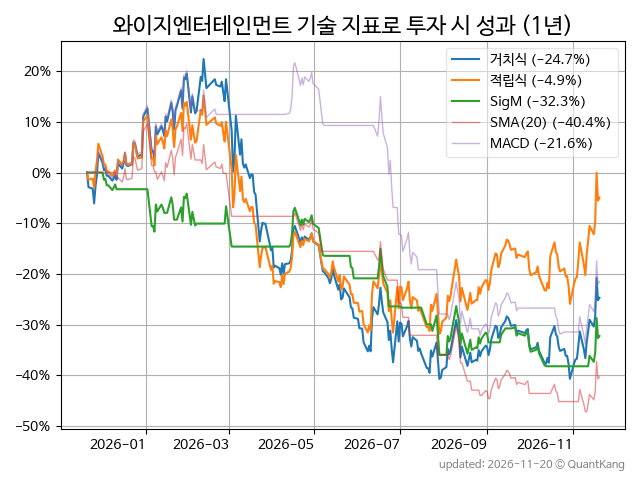 와이지엔터테인먼트 기술 지표로 투자 시 성과 (1년)
거치식 (−24.7%)
적립식 (−4.9%)
SigM (−32.3%)
SMA(20) (−40.4%)
MACD (−21.6%)
20%
10%
0%
−10%
−20%
−30%
−40%
−50%
2026-01 2026-03 2026-05 2026-07 2026-09 2026-11
updated: 2026-11-20 © QuantKang